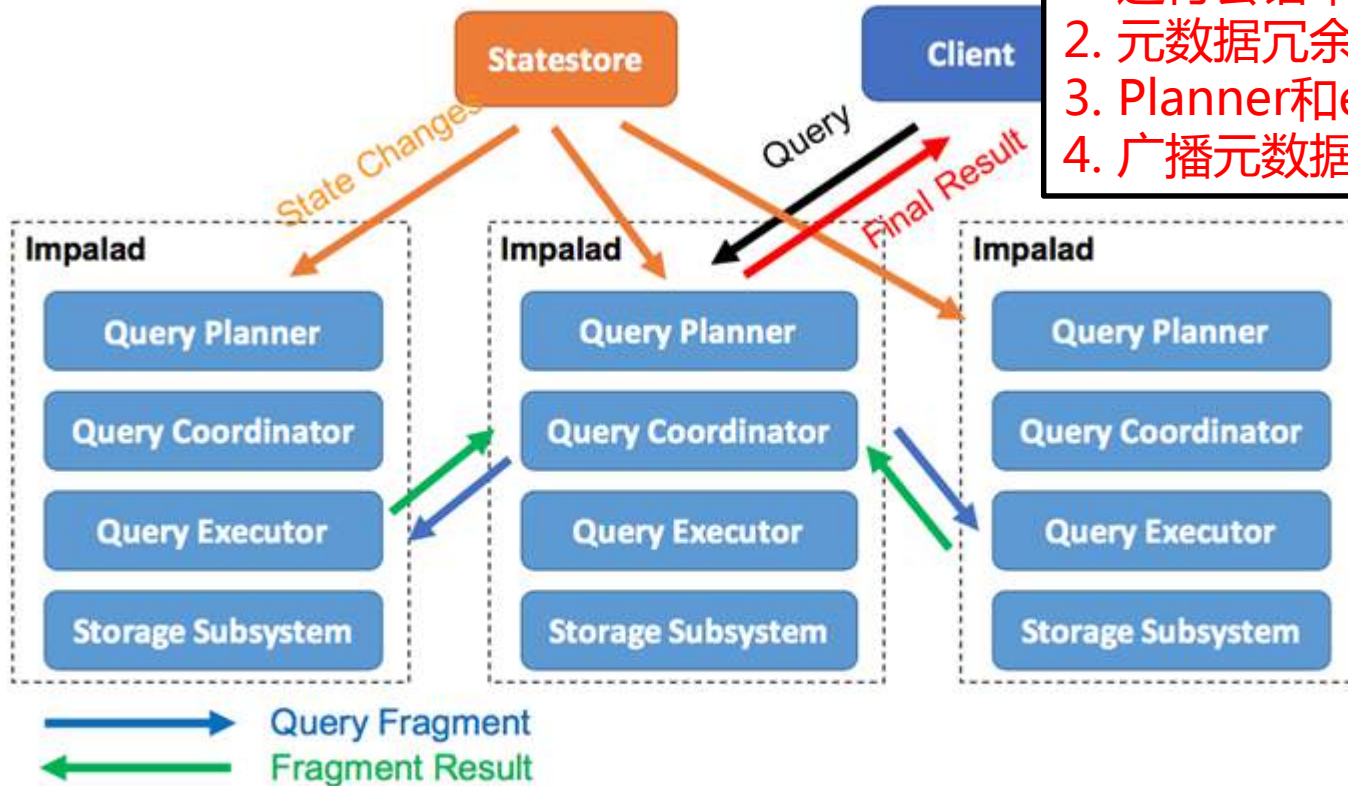 Statestore
Client
2. 元数据冗余
3. Planner和e
4. 广播元数据
State Changes
Query
Final Result
Impalad
Impalad
Impalad
Query Planner
Query Planner
Query Planner
Query Coordinator
Query Coordinator
Query Coordinator
Query Executor
Query Executor
Query Executor
Storage Subsystem
Storage Subsystem
Storage Subsystem
Query Fragment
Fragment Result